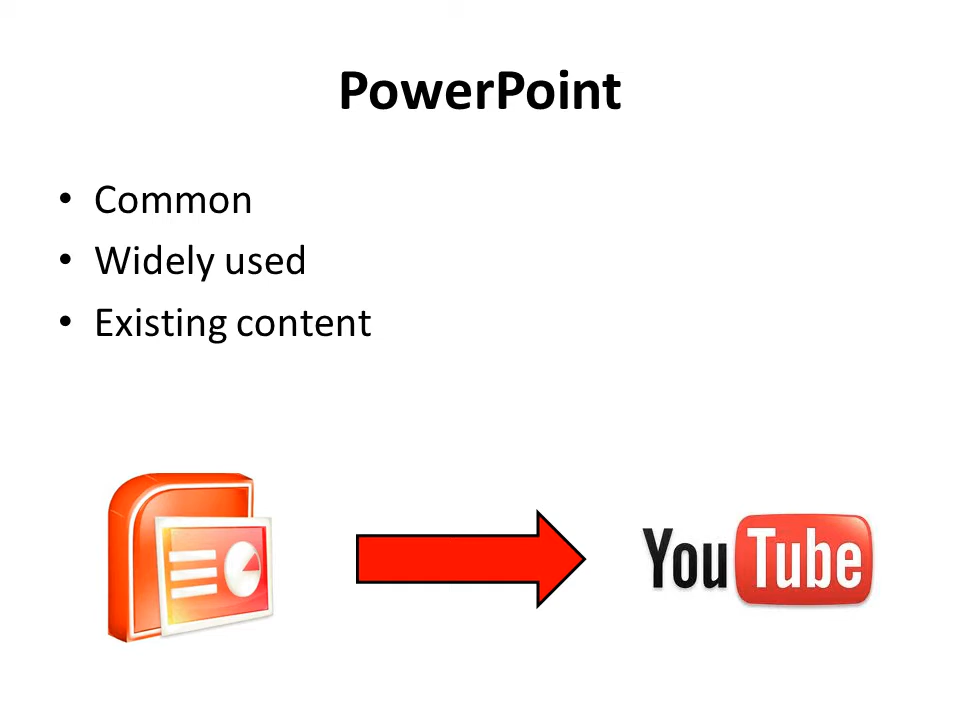 PowerPoint
• Common
• Widely used
• Existing content
YouTube